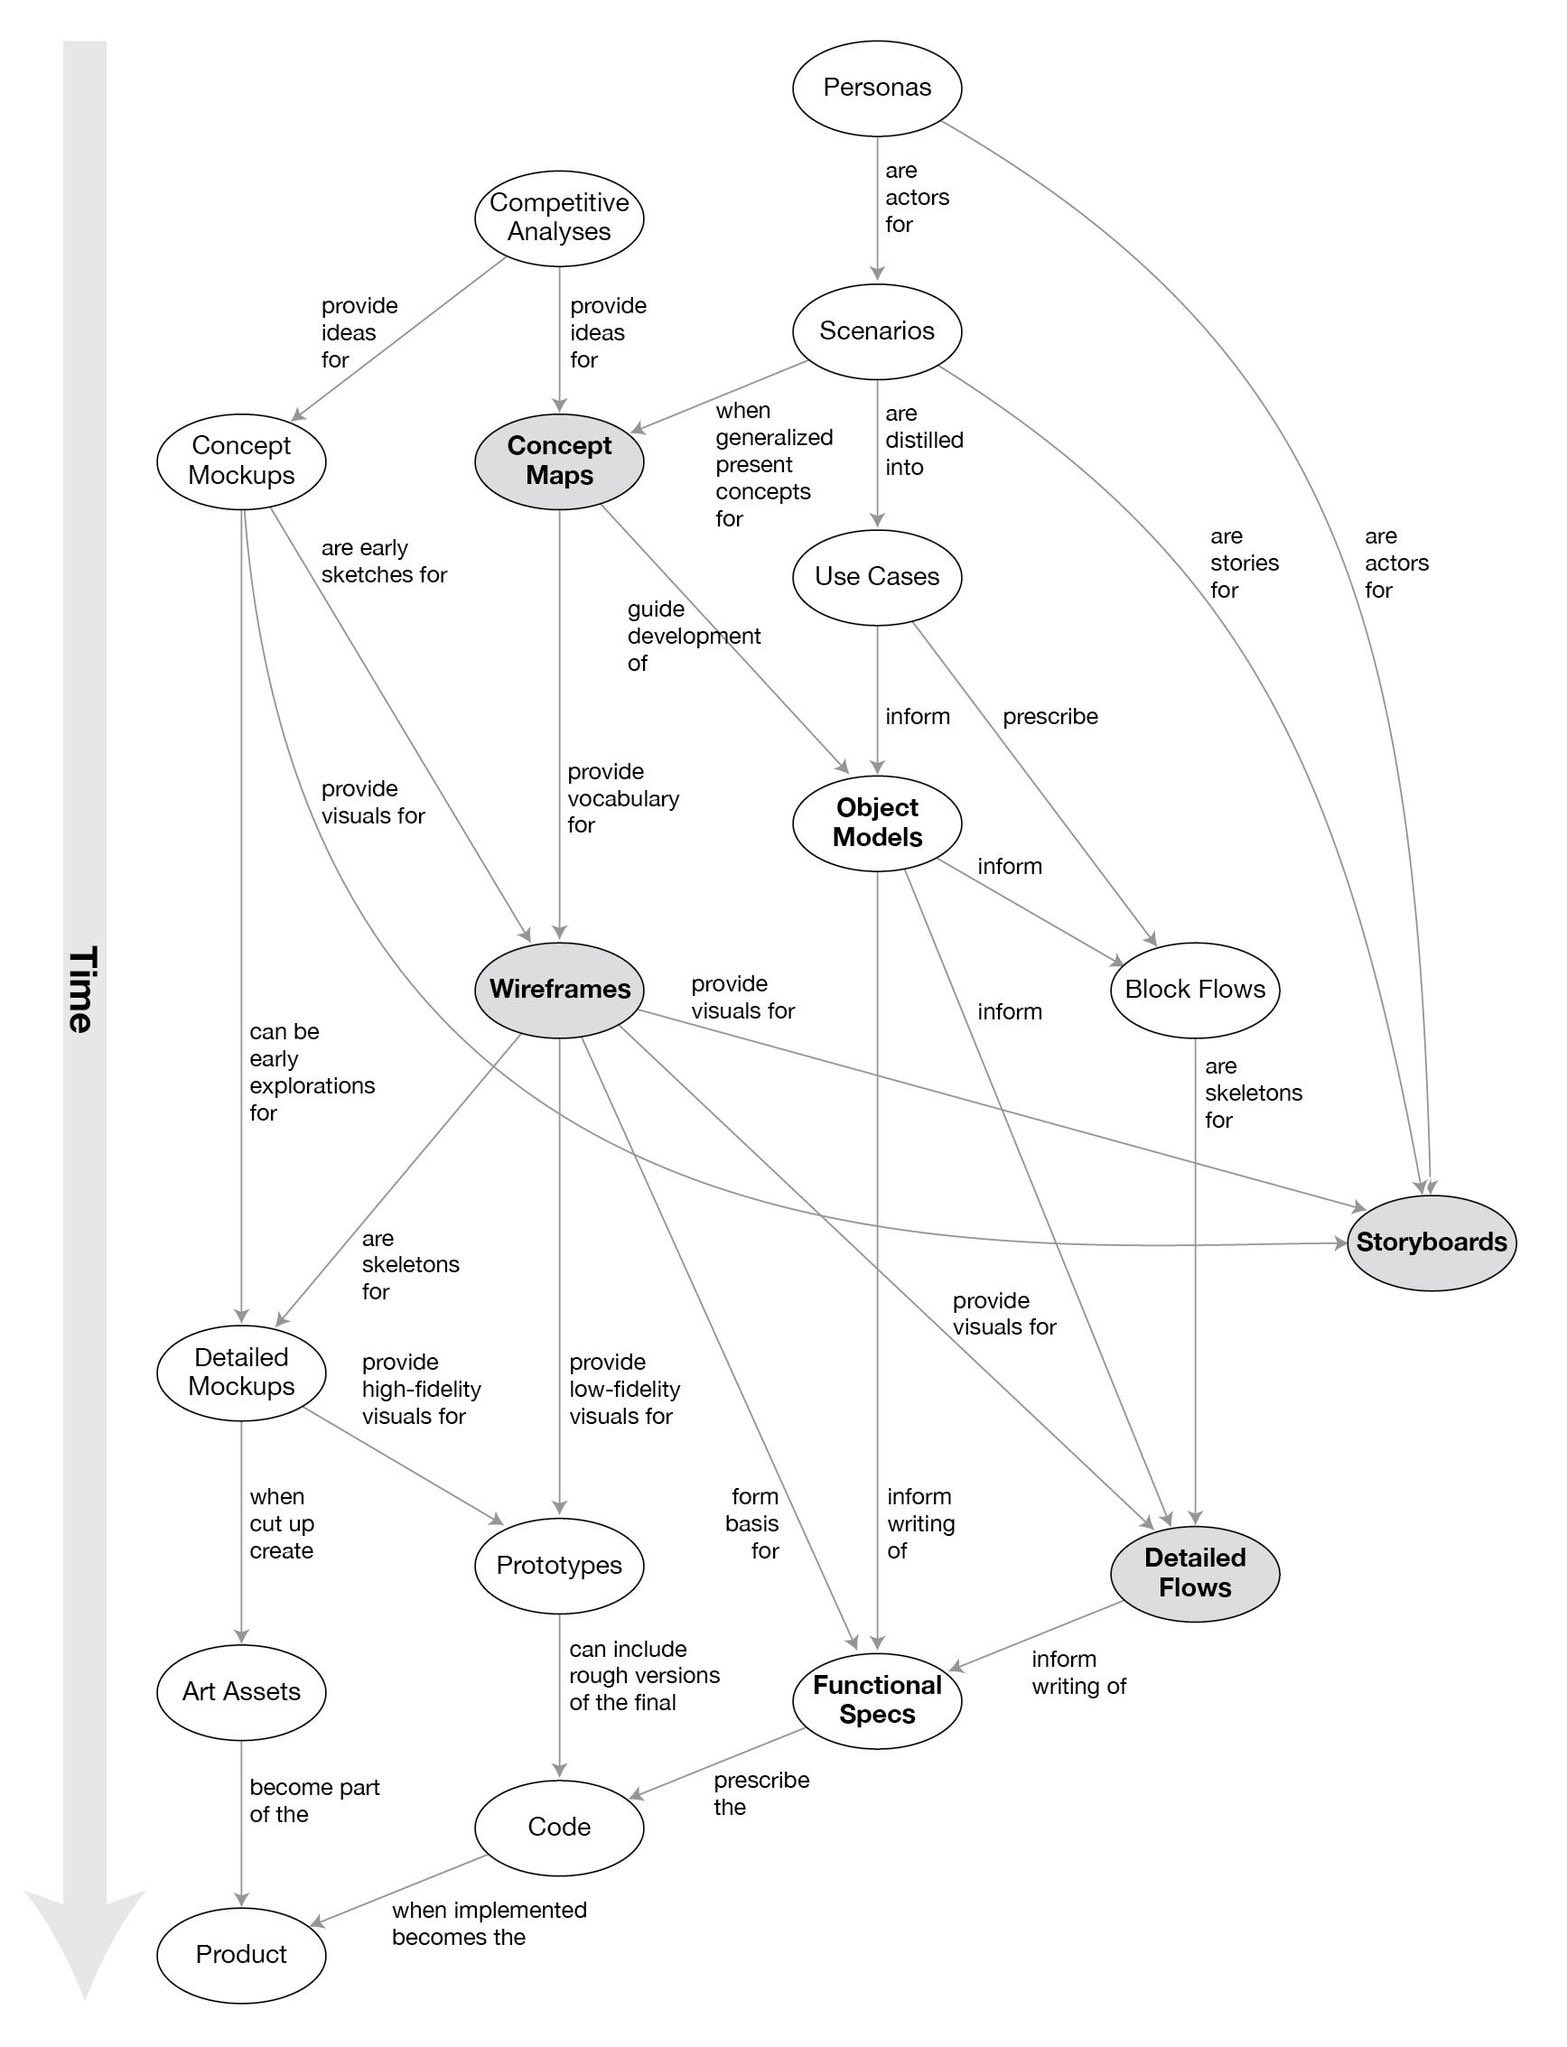 Personas
are
actors
for
Competitive
Analyses
provide
ideas
for
provide
ideas
for
Scenarios
Concept
Mockups
Concept
Maps
when
generalized
present
concepts
for
are
distilled
into
are
stories
for
are
actors
for
are early
sketches for
Use Cases
guide
development
of
inform
prescribe
provide
visuals for
provide
vocabulary
for
Object
Models
inform
Time
Wireframes
provide
visuals for
inform
Block Flows
can be
early
explorations
for
are
skeletons
for
are
skeletons
for
Storyboards
provide
visuals for
Detailed
Mockups
provide
high-fidelity
visuals for
provide
low-fidelity
visuals for
when
cut up
create
form
basis
for
inform
writing
of
Prototypes
Detailed
Flows
can include
rough versions
of the final
inform
writing of
Art Assets
Functional
Specs
become part
of the
prescribe
the
Code
when implemented
becomes the
Product